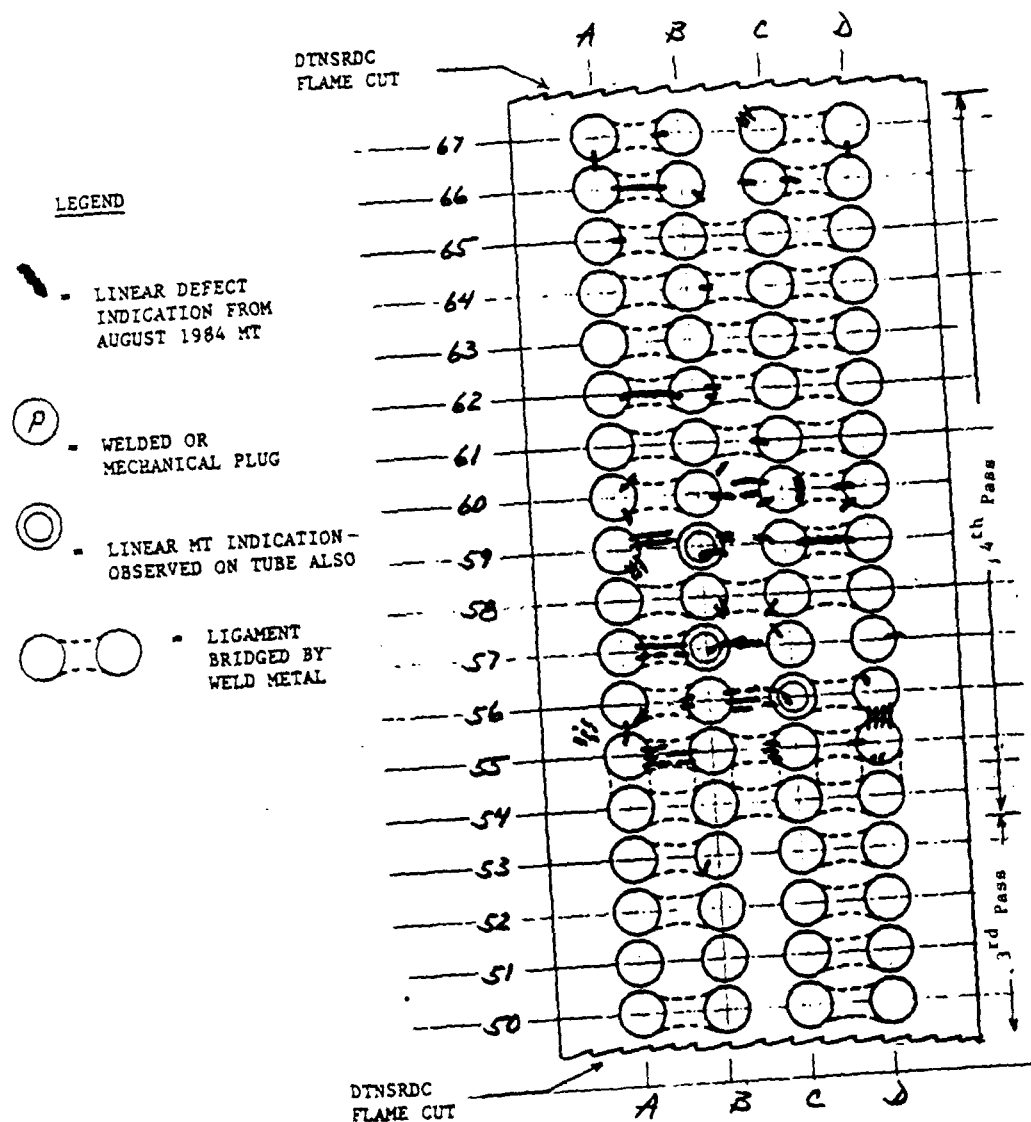 A B C D
DTNSRDC
FLAME CUT
67
66
65
64
63
62
61
60
59
58
57
56
55
54
53
52
51
50
LEGEND
= LINEAR DEFECT
INDICATION FROM
AUGUST 1984 MT
P
= WELDED OR
MECHANICAL PLUG
= LINEAR MT INDICATION-
OBSERVED ON TUBE ALSO
= LIGAMENT
BRIDGED BY
WELD METAL
4th Pass
3rd Pass
DTNSRDC
FLAME CUT
A B C D